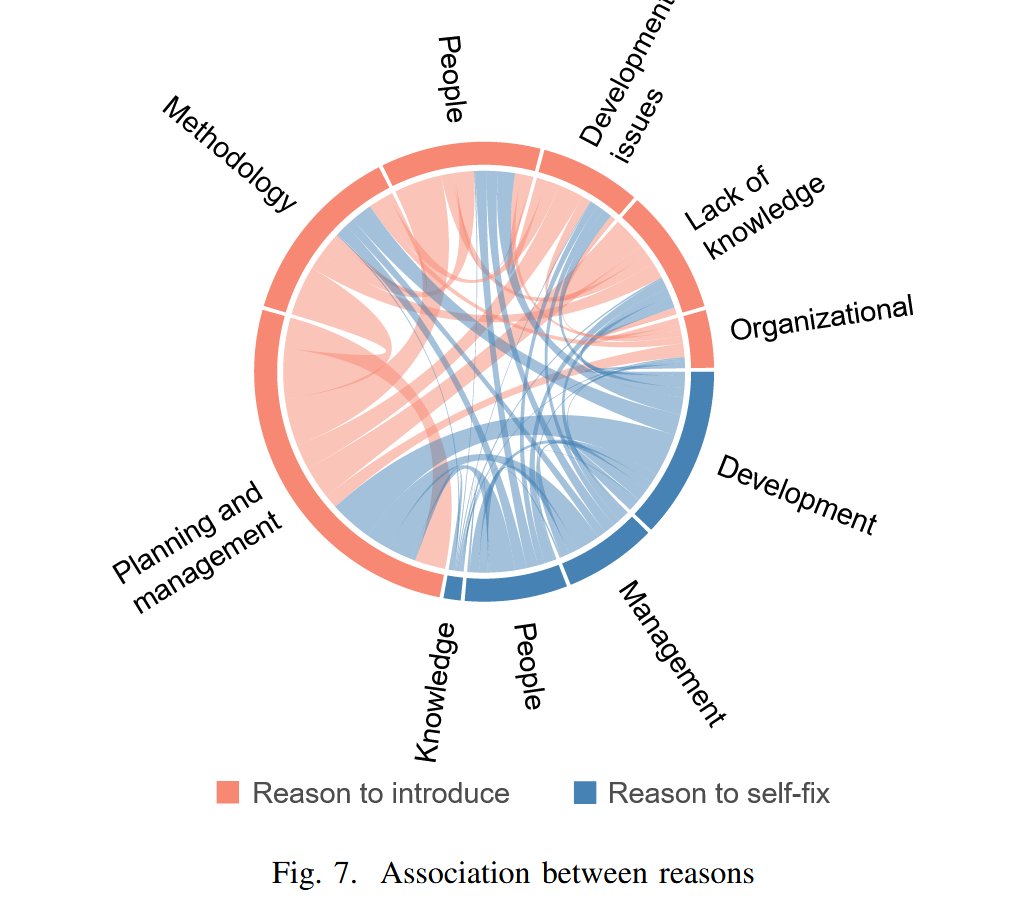 People
Development
issues
Methodology
Lack of
knowledge
Organizational
Development
Planning and
management
Management
People
Knowledge
Reason to introduce
Reason to self-fix
Fig. 7. Association between reasons